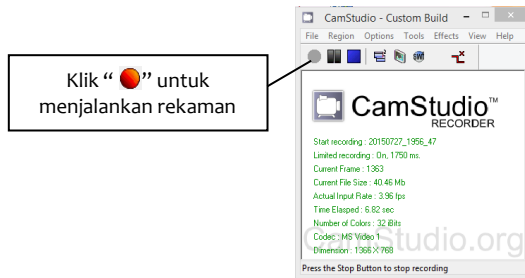 CamStudio - Custom Build
File Region Options Tools Effects View Help
Klik “ ” untuk
menjalankan rekaman
CamStudio™
RECORDER
Start recording : 20150727_1956_47
Limited recording : On, 1750 ms.
Current Frame : 1363
Current File Size : 40.46 Mb
Actual Input Rate : 3.96 fps
Time Elasped : 6.82 sec
Number of Colors : 32 Bits
Codec : MS Video 1
Dimension : 1366 X 768
CamStudio.org
Press the Stop Button to stop recording